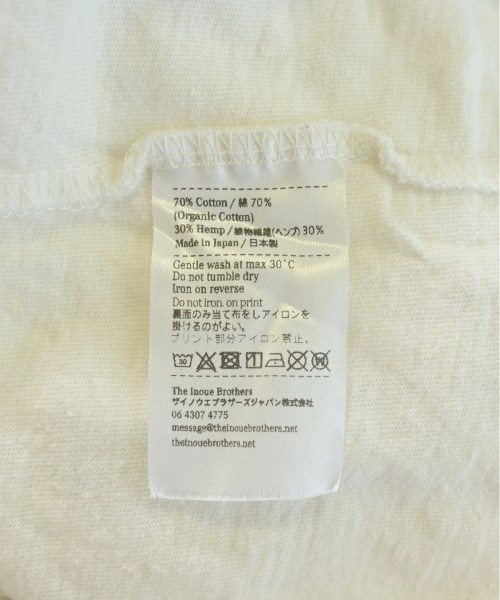 70% Cotton / 綿 70%
(Organic Cotton)
30% Hemp / 植物繊維(ヘンプ) 30%
Made in Japan / 日本製
Gentle wash at max 30°C
Do not tumble dry
Iron on reverse
Do not iron on print
裏面のみ当て布をしアイロンを
掛けるのがよい。
プリント部分アイロン禁止。
30
The Inoue Brothers
ザイノウエブラザーズジャパン株式会社
06 4307 4775
message@theinouebrothers.net
theinouebrothers.net